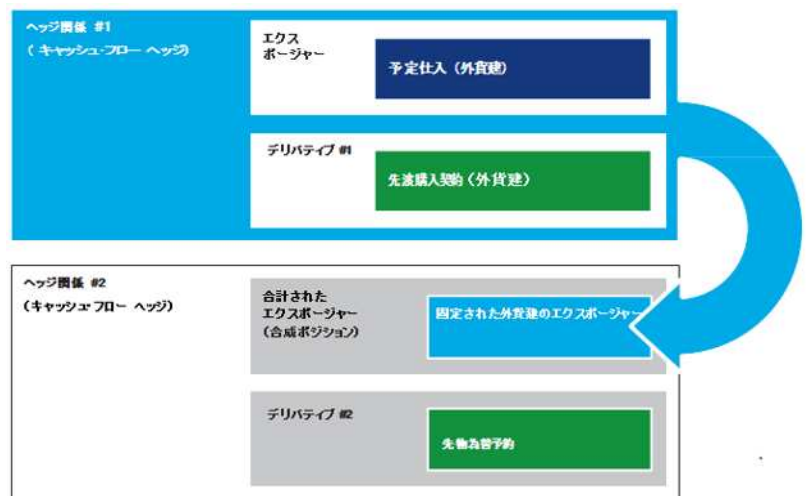 ヘッジ関係 #1
(キャッシュ・フロー ヘッジ)
エクス
ポージャー
予定仕入（外貨建）
デリバティブ #1
先渡購入契約（外貨建）
ヘッジ関係 #2
(キャッシュ・フロー ヘッジ)
合計された
エクスポージャー
(合成ポジション)
固定された外貨建のエクスポージャー
デリバティブ #2
先物為替予約